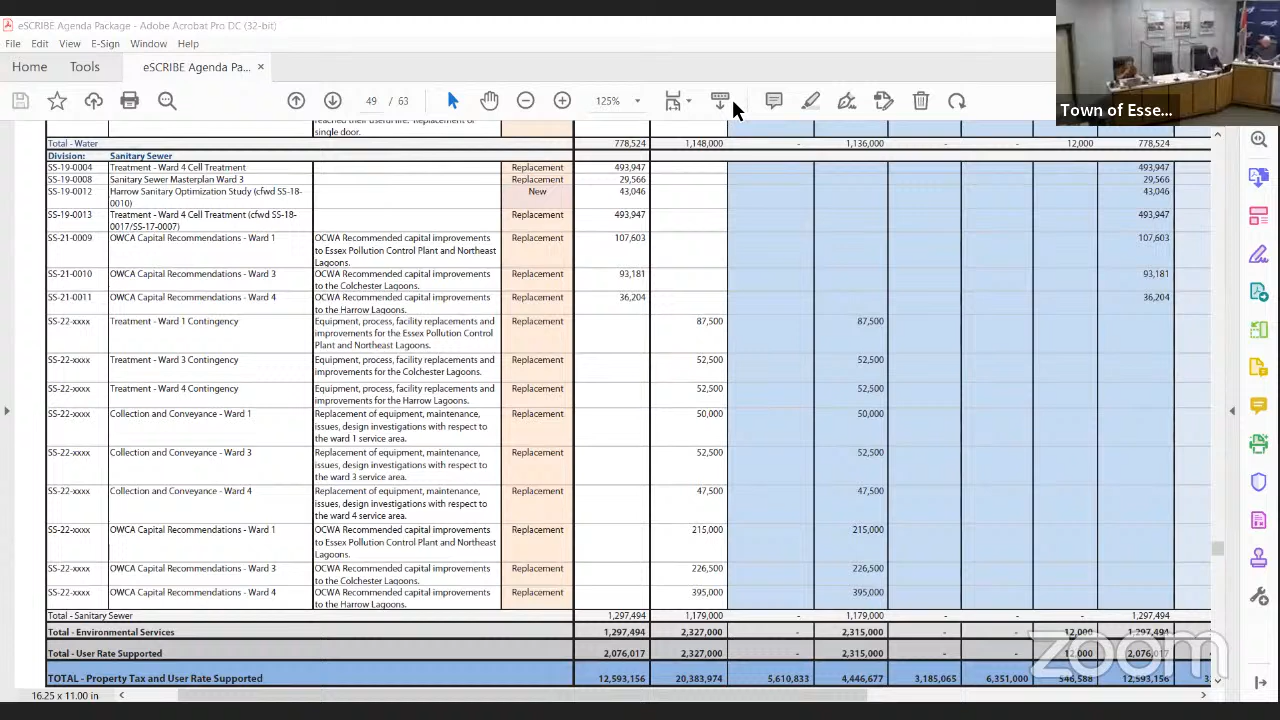 eSCRIBE Agenda Package - Adobe Acrobat Pro DC (32-bit)
File Edit View E-Sign Window Help
Home Tools eSCRIBE Agenda Pa... ×
49 / 63 125%
Town of Esse...
reached their useful life. Replacement of
single door.
Total - Water 778,524 1,148,000 - 1,136,000 - - 12,000 778,524
Division: Sanitary Sewer
SS-19-0004 Treatment - Ward 4 Cell Treatment Replacement 493,947 493,947
SS-19-0008 Sanitary Sewer Masterplan Ward 3 Replacement 29,566 29,566
SS-19-0012 Harrow Sanitary Optimization Study (cfwd SS-18- New 43,046 43,046
0010)
SS-19-0013 Treatment - Ward 4 Cell Treatment (cfwd SS-18- Replacement 493,947 493,947
0017/SS-17-0007)
SS-21-0009 OWCA Capital Recommendations - Ward 1 OCWA Recommended capital improvements Replacement 107,603 107,603
to Essex Pollution Control Plant and Northeast
Lagoons.
SS-21-0010 OWCA Capital Recommendations - Ward 3 OCWA Recommended capital improvements Replacement 93,181 93,181
to the Colchester Lagoons.
SS-21-0011 OWCA Capital Recommendations - Ward 4 OCWA Recommended capital improvements Replacement 36,204 36,204
to the Harrow Lagoons.
SS-22-xxxx Treatment - Ward 1 Contingency Equipment, process, facility replacements and Replacement 87,500 87,500
improvements for the Essex Pollution Control
Plant and Northeast Lagoons.
SS-22-xxxx Treatment - Ward 3 Contingency Equipment, process, facility replacements and Replacement 52,500 52,500
improvements for the Colchester Lagoons.
SS-22-xxxx Treatment - Ward 4 Contingency Equipment, process, facility replacements and Replacement 52,500 52,500
improvements for the Harrow Lagoons.
SS-22-xxxx Collection and Conveyance - Ward 1 Replacement of equipment, maintenance, Replacement 50,000 50,000
issues, design investigations with respect to
the ward 1 service area.
SS-22-xxxx Collection and Conveyance - Ward 3 Replacement of equipment, maintenance, Replacement 52,500 52,500
issues, design investigations with respect to
the ward 3 service area.
SS-22-xxxx Collection and Conveyance - Ward 4 Replacement of equipment, maintenance, Replacement 47,500 47,500
issues, design investigations with respect to
the ward 4 service area.
SS-22-xxxx OWCA Capital Recommendations - Ward 1 OCWA Recommended capital improvements Replacement 215,000 215,000
to Essex Pollution Control Plant and Northeast
Lagoons.
SS-22-xxxx OWCA Capital Recommendations - Ward 3 OCWA Recommended capital improvements Replacement 226,500 226,500
to the Colchester Lagoons.
SS-22-xxxx OWCA Capital Recommendations - Ward 4 OCWA Recommended capital improvements Replacement 395,000 395,000
to the Harrow Lagoons.
Total - Sanitary Sewer 1,297,494 1,179,000 - 1,179,000 - - - 1,297,494
Total - Environmental Services 1,297,494 2,327,000 - 2,315,000 - - 12,000 1,297,494
Total - User Rate Supported 2,076,017 2,327,000 - 2,315,000 - - 12,000 2,076,017
TOTAL - Property Tax and User Rate Supported 12,593,156 20,383,974 5,610,833 4,446,677 3,185,065 6,351,000 546,588 12,593,156
zoom
16.25 x 11.00 in